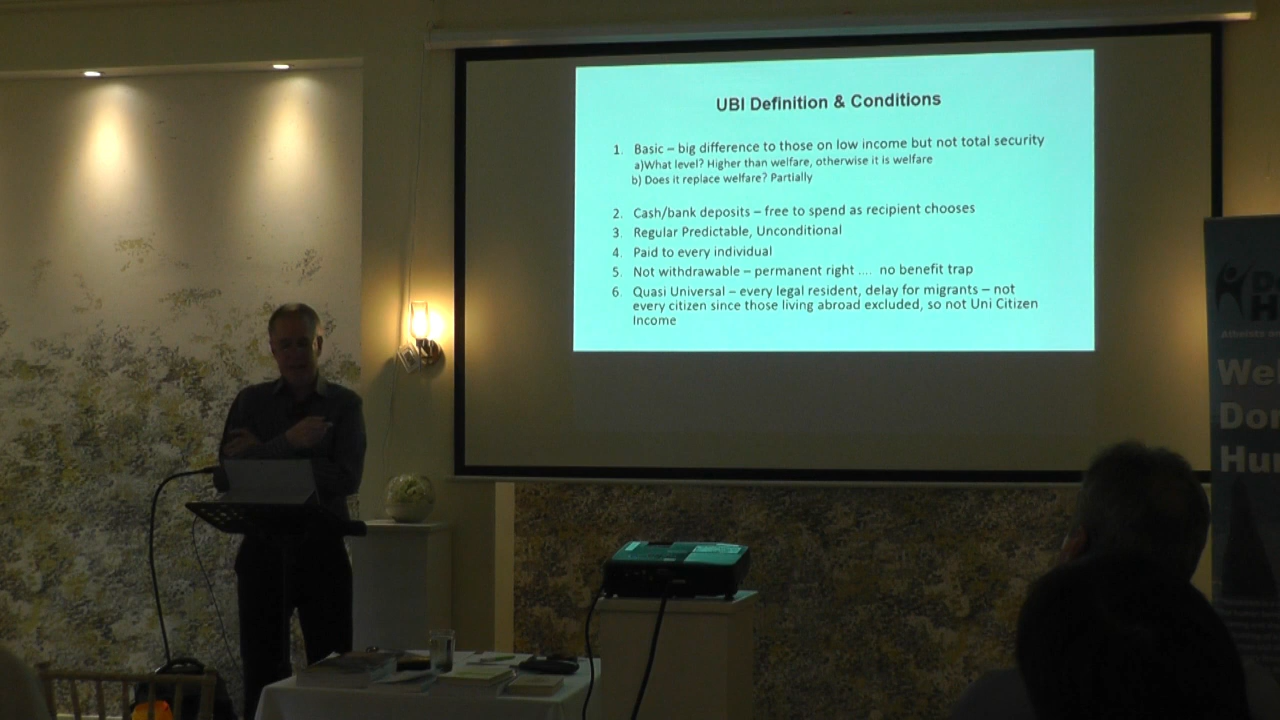 UBI Definition & Conditions
1. Basic – big difference to those on low income but not total security
a)What level? Higher than welfare, otherwise it is welfare
b) Does it replace welfare? Partially
2. Cash/bank deposits – free to spend as recipient chooses
3. Regular Predictable, Unconditional
4. Paid to every individual
5. Not withdrawable – permanent right .... no benefit trap
6. Quasi Universal – every legal resident, delay for migrants – not
every citizen since those living abroad excluded, so not Uni Citizen
Income
D
H
Atheists
Wel
Dor
Hu